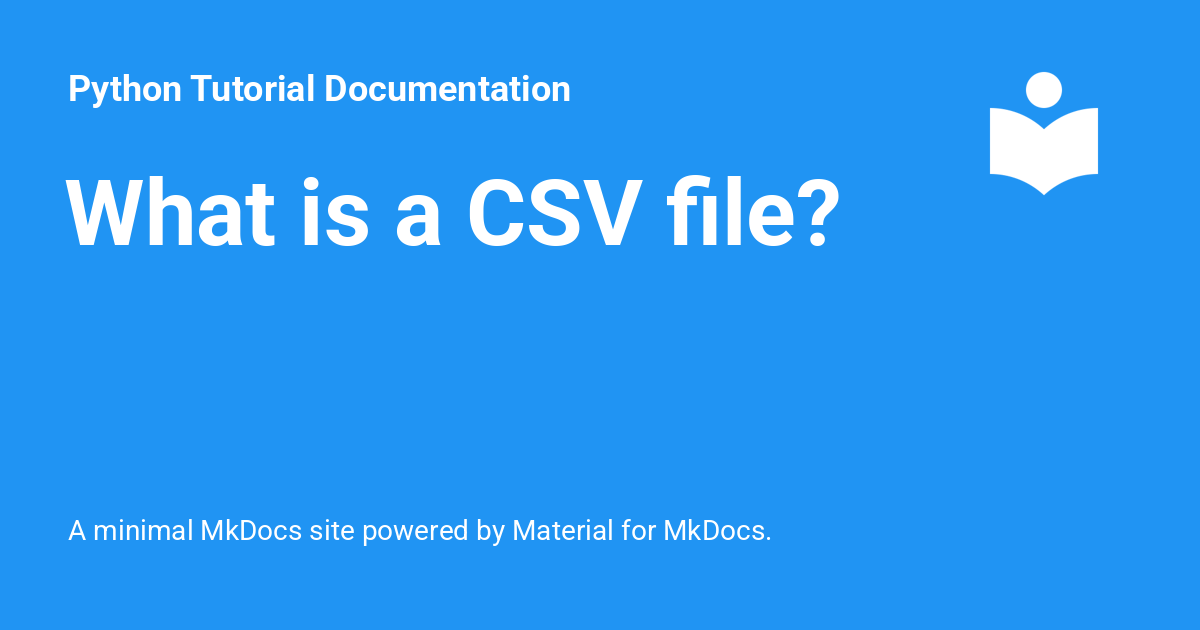 Python Tutorial Documentation
What is a CSV file?
A minimal MkDocs site powered by Material for MkDocs.